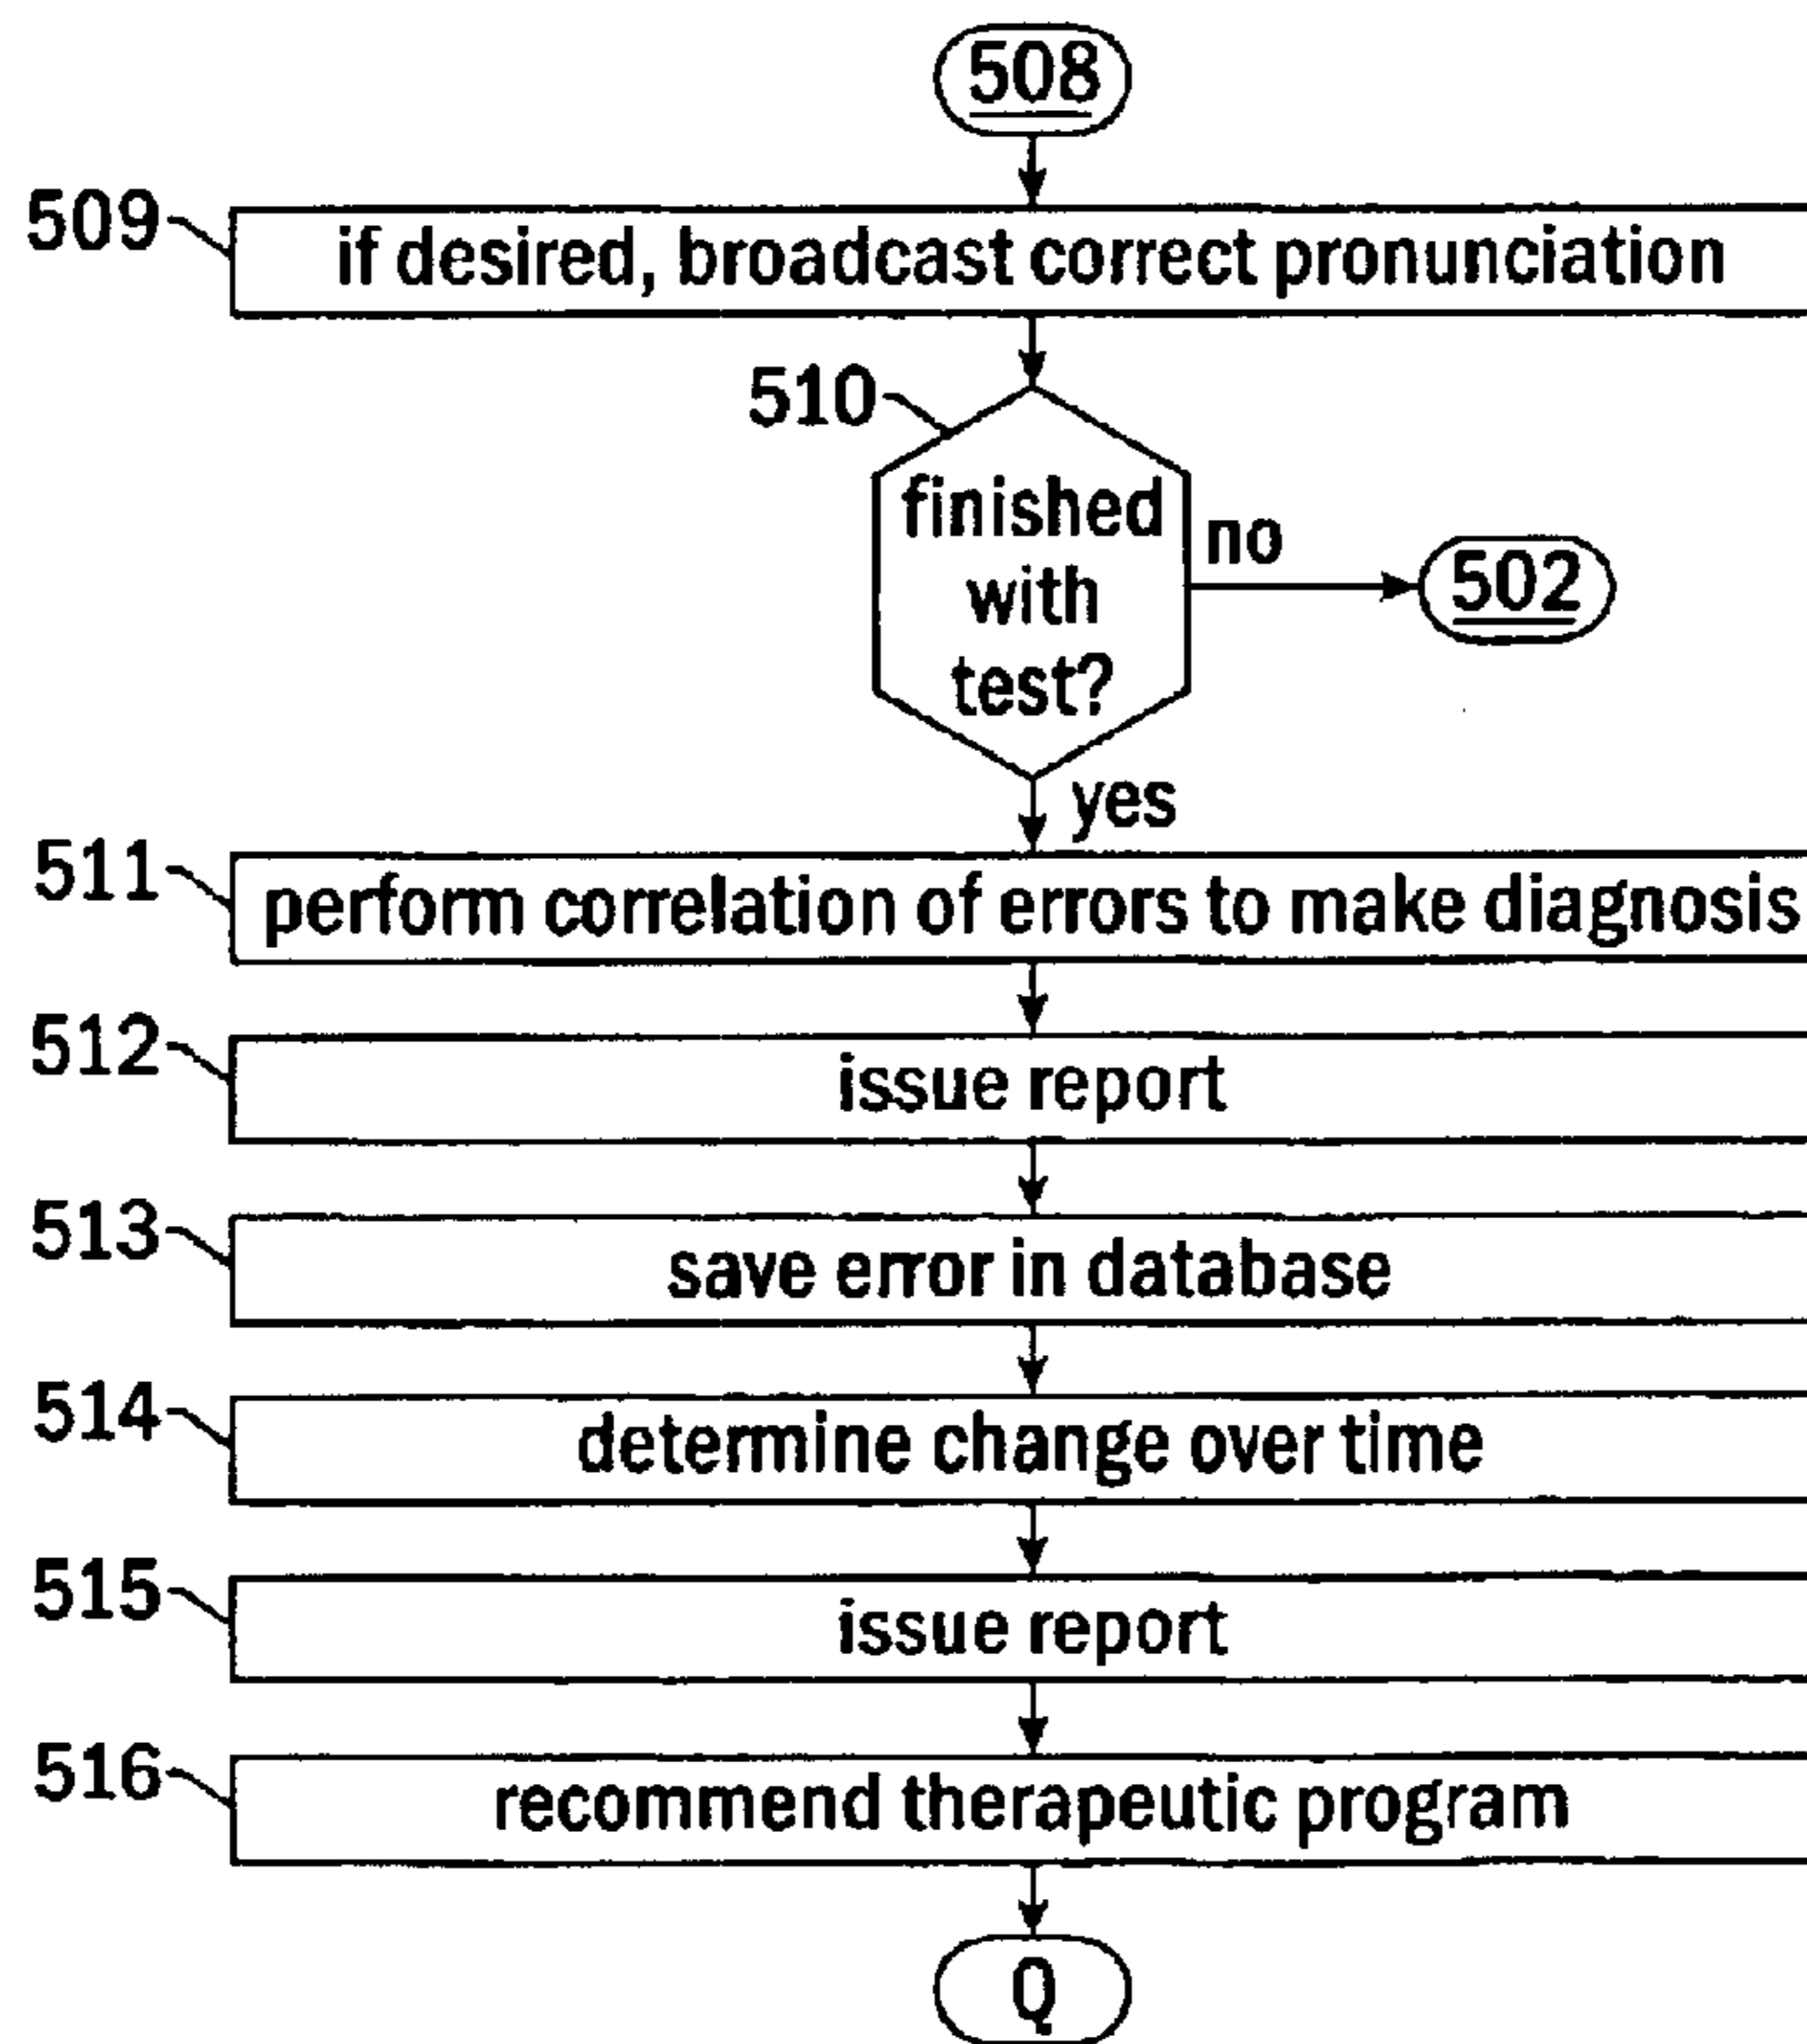 508
509
if desired, broadcast correct pronunciation
510
finished
with
test?
no
502
yes
511
perform correlation of errors to make diagnosis
512
issue report
513
save error in database
514
determine change over time
515
issue report
516
recommend therapeutic program
Q